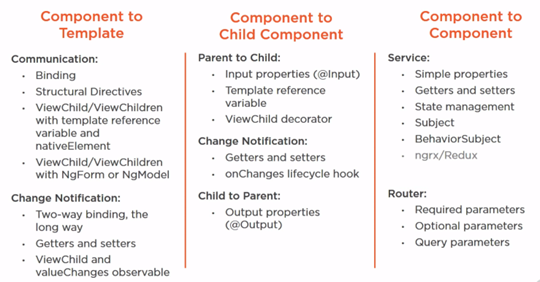 Component to
Template
Communication:
• Binding
• Structural Directives
• ViewChild/ViewChildren
with template reference
variable and
nativeElement
• ViewChild/ViewChildren
with NgForm or NgModel
Change Notification:
• Two-way binding, the
long way
• Getters and setters
• ViewChild and
valueChanges observable
Component to
Child Component
Parent to Child:
• Input properties (@Input)
• Template reference
variable
• ViewChild decorator
Change Notification:
• Getters and setters
• onChanges lifecycle hook
Child to Parent:
• Output properties
(@Output)
Component to
Component
Service:
• Simple properties
• Getters and setters
• State management
• Subject
• BehaviorSubject
• ngrx/Redux
Router:
• Required parameters
• Optional parameters
• Query parameters